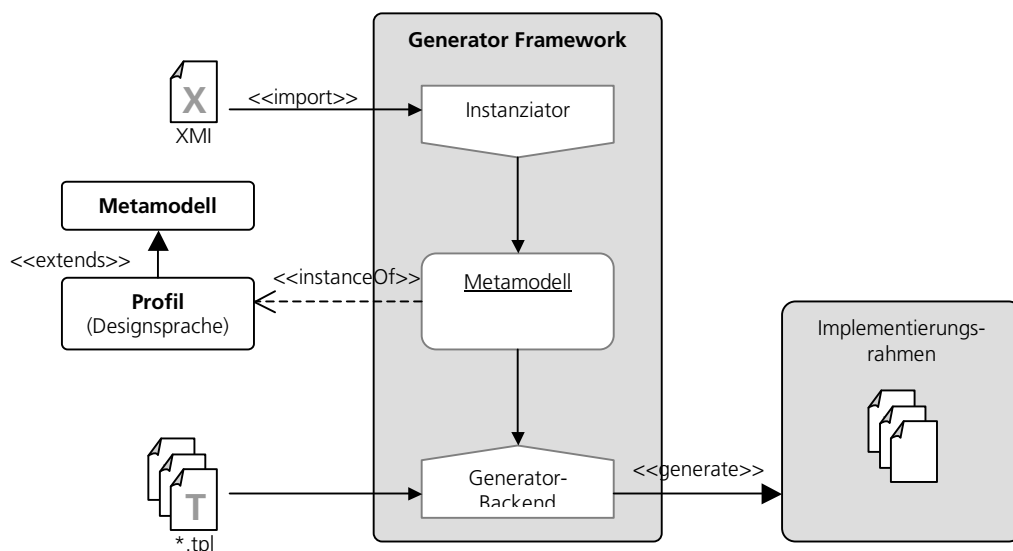 Generator Framework
X
XMI
<<import>>
Instanziator
Metamodell
<<extends>>
Profil
(Designsprache)
<<instanceOf>>
Metamodell
Implementierungs-
rahmen
T
*.tpl
Generator-
Backend
<<generate>>